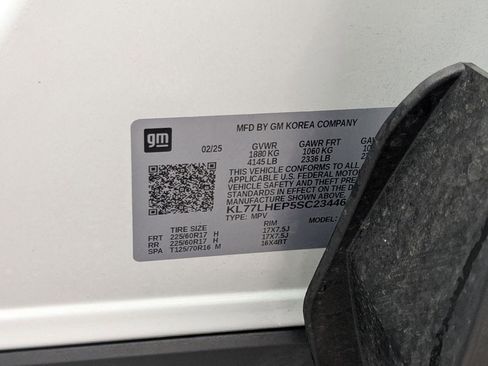 gm
MFD BY GM KOREA COMPANY
02/25 GVWR GAWR FRT
1880 KG 1060 KG
4145 LB 2336 LB
THIS VEHICLE CONFORMS TO ALL
APPLICABLE U.S. FEDERAL MOTOR
VEHICLE SAFETY AND THEFT
STANDARDS IN EFFECT ON THE
MANUFACTURE SHOWN
KL77LHEP5SC23446
TYPE: MPV
TIRE SIZE RIM
FRT 225/60R17 H 17X7.5J
RR 225/60R17 H 17X7.5J
SPA T125/70R16 M 16X4BT